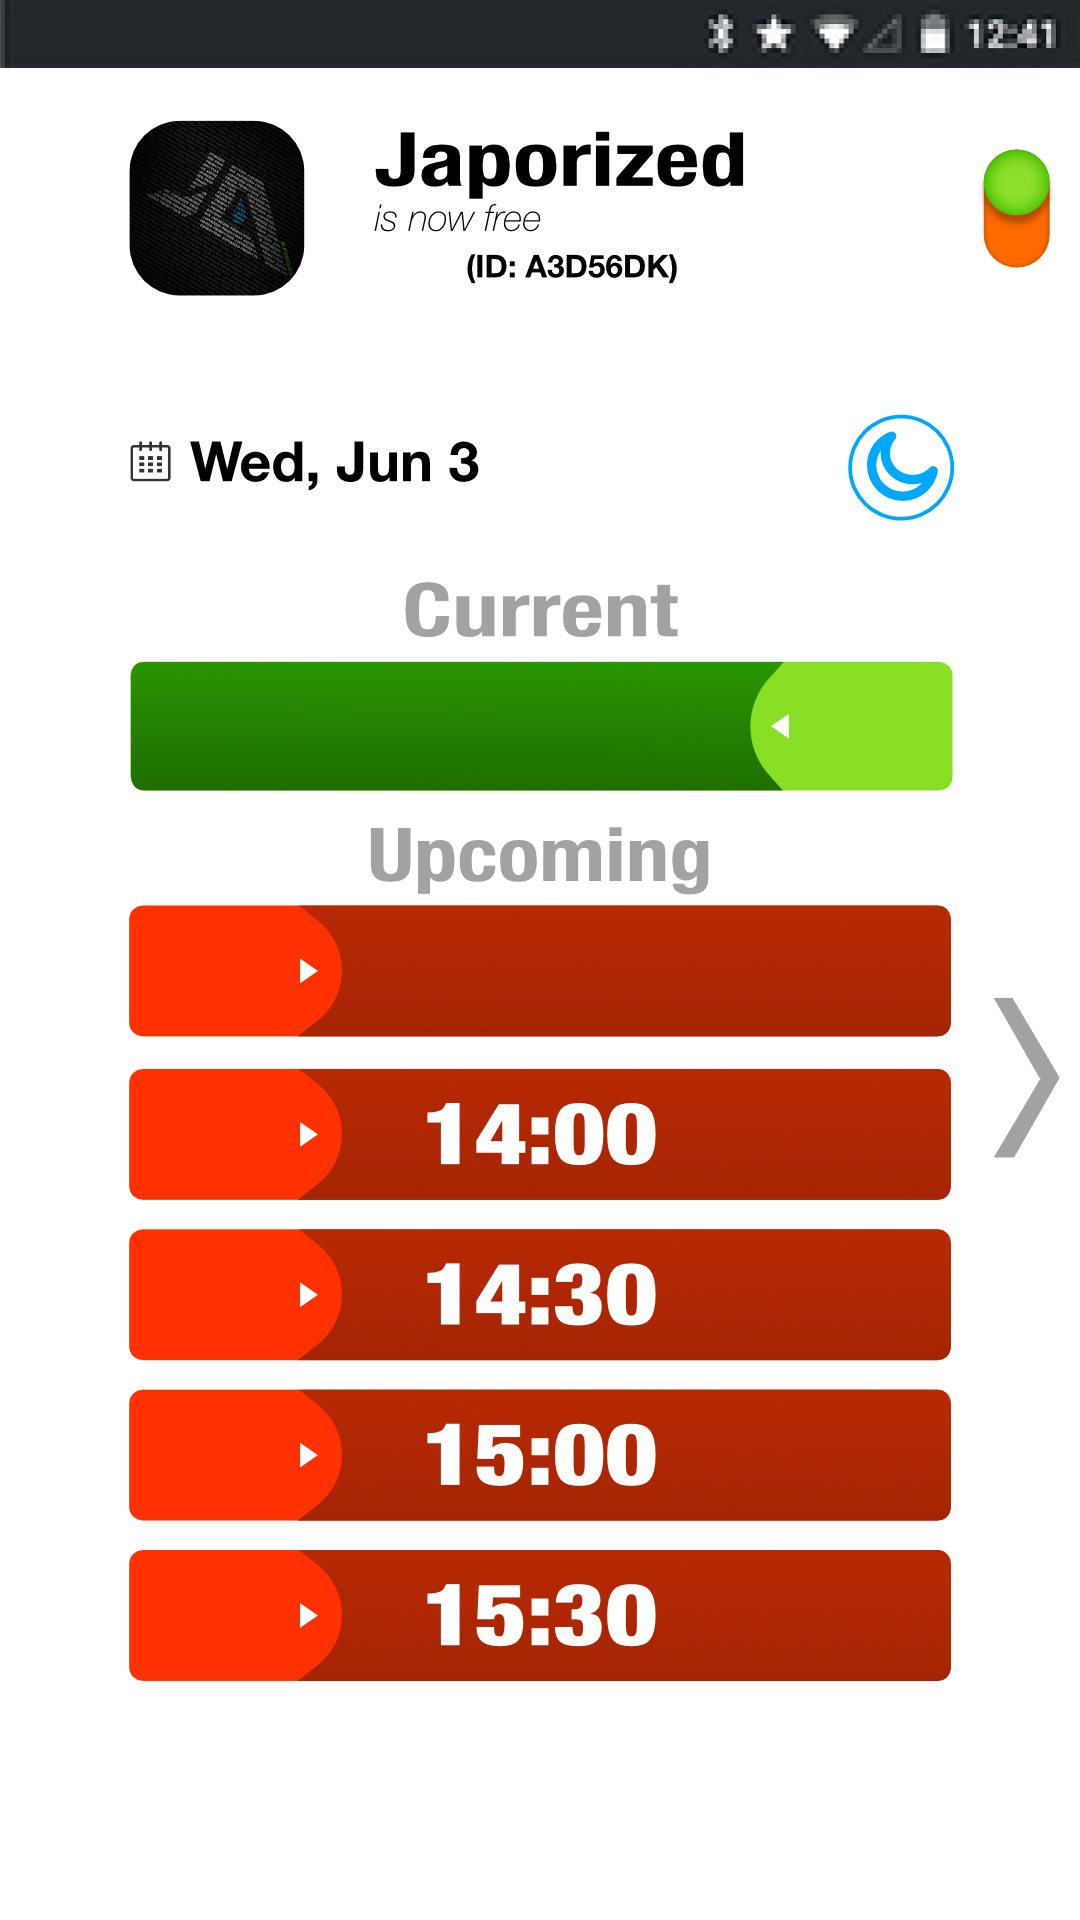 12:41
Japorized
is now free
(ID: A3D56DK)
Wed, Jun 3
Current
Upcoming
14:00
14:30
15:00
15:30